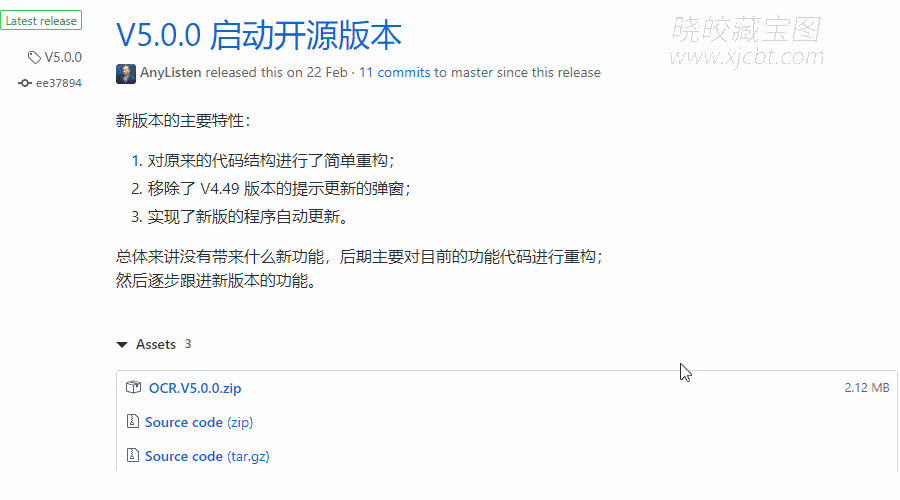 Latest release
V5.0.0
ee37894
V5.0.0 启动开源版本
AnyListen released this on 22 Feb · 11 commits to master since this release
新版本的主要特性：
1. 对原来的代码结构进行了简单重构；
2. 移除了 V4.49 版本的提示更新的弹窗；
3. 实现了新版的程序自动更新。
总体来讲没有带来什么新功能，后期主要对目前的功能代码进行重构；
然后逐步跟进新版本的功能。
Assets 3
OCR.V5.0.0.zip 2.12 MB
Source code (zip)
Source code (tar.gz)
晓皎藏宝图
www.xjcbt.com